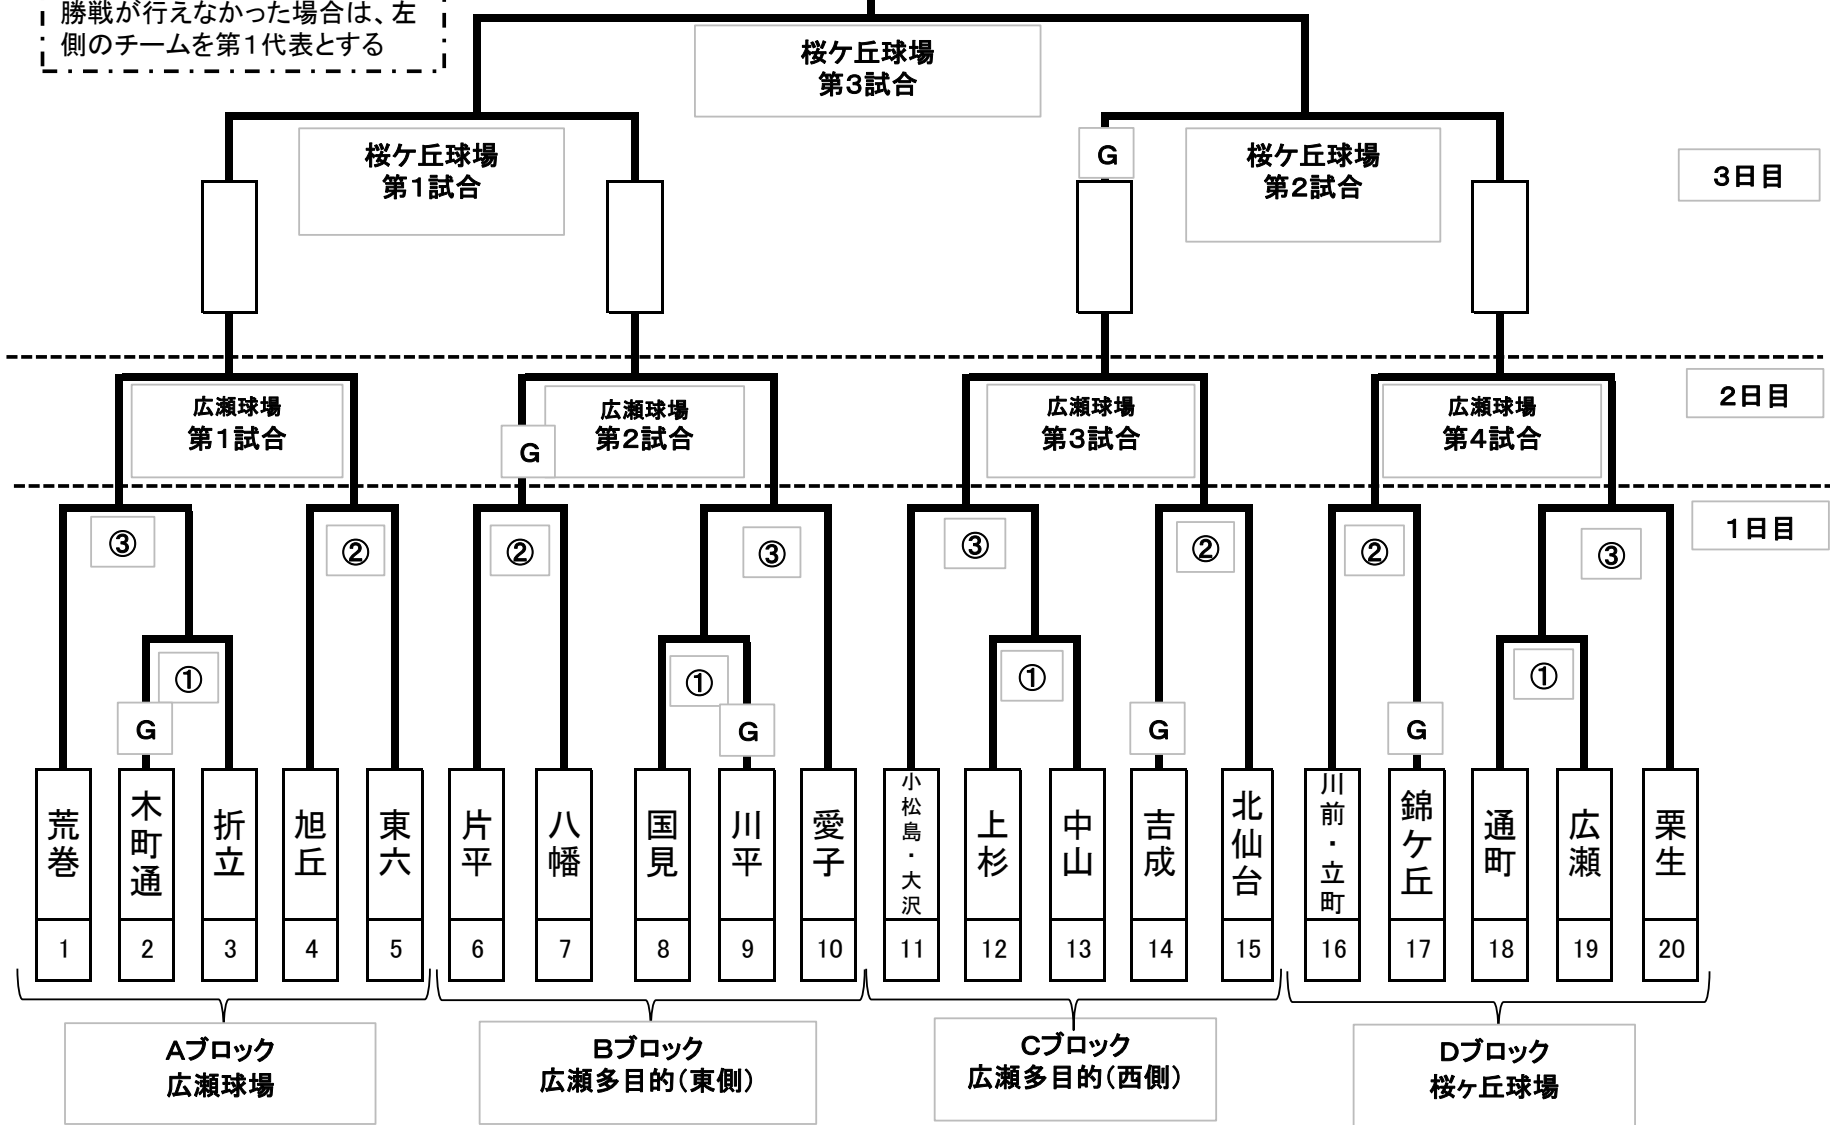 勝戦が行えなかった場合は、左
側のチームを第1代表とする
桜ケ丘球場
第3試合
桜ケ丘球場
第1試合
G
桜ケ丘球場
第2試合
3日目
広瀬球場
第1試合
広瀬球場
第2試合
G
広瀬球場
第3試合
広瀬球場
第4試合
2日目
1日目
③
②
②
③
③
②
②
③
①
①
①
①
G
G
G
G
荒巻
木町通
折立
旭丘
東六
片平
八幡
国見
川平
愛子
小松島・大沢
上杉
中山
吉成
北仙台
川前・立町
錦ケ丘
通町
広瀬
栗生
1
2
3
4
5
6
7
8
9
10
11
12
13
14
15
16
17
18
19
20
Aブロック
広瀬球場
Bブロック
広瀬多目的(東側)
Cブロック
広瀬多目的(西側)
Dブロック
桜ヶ丘球場